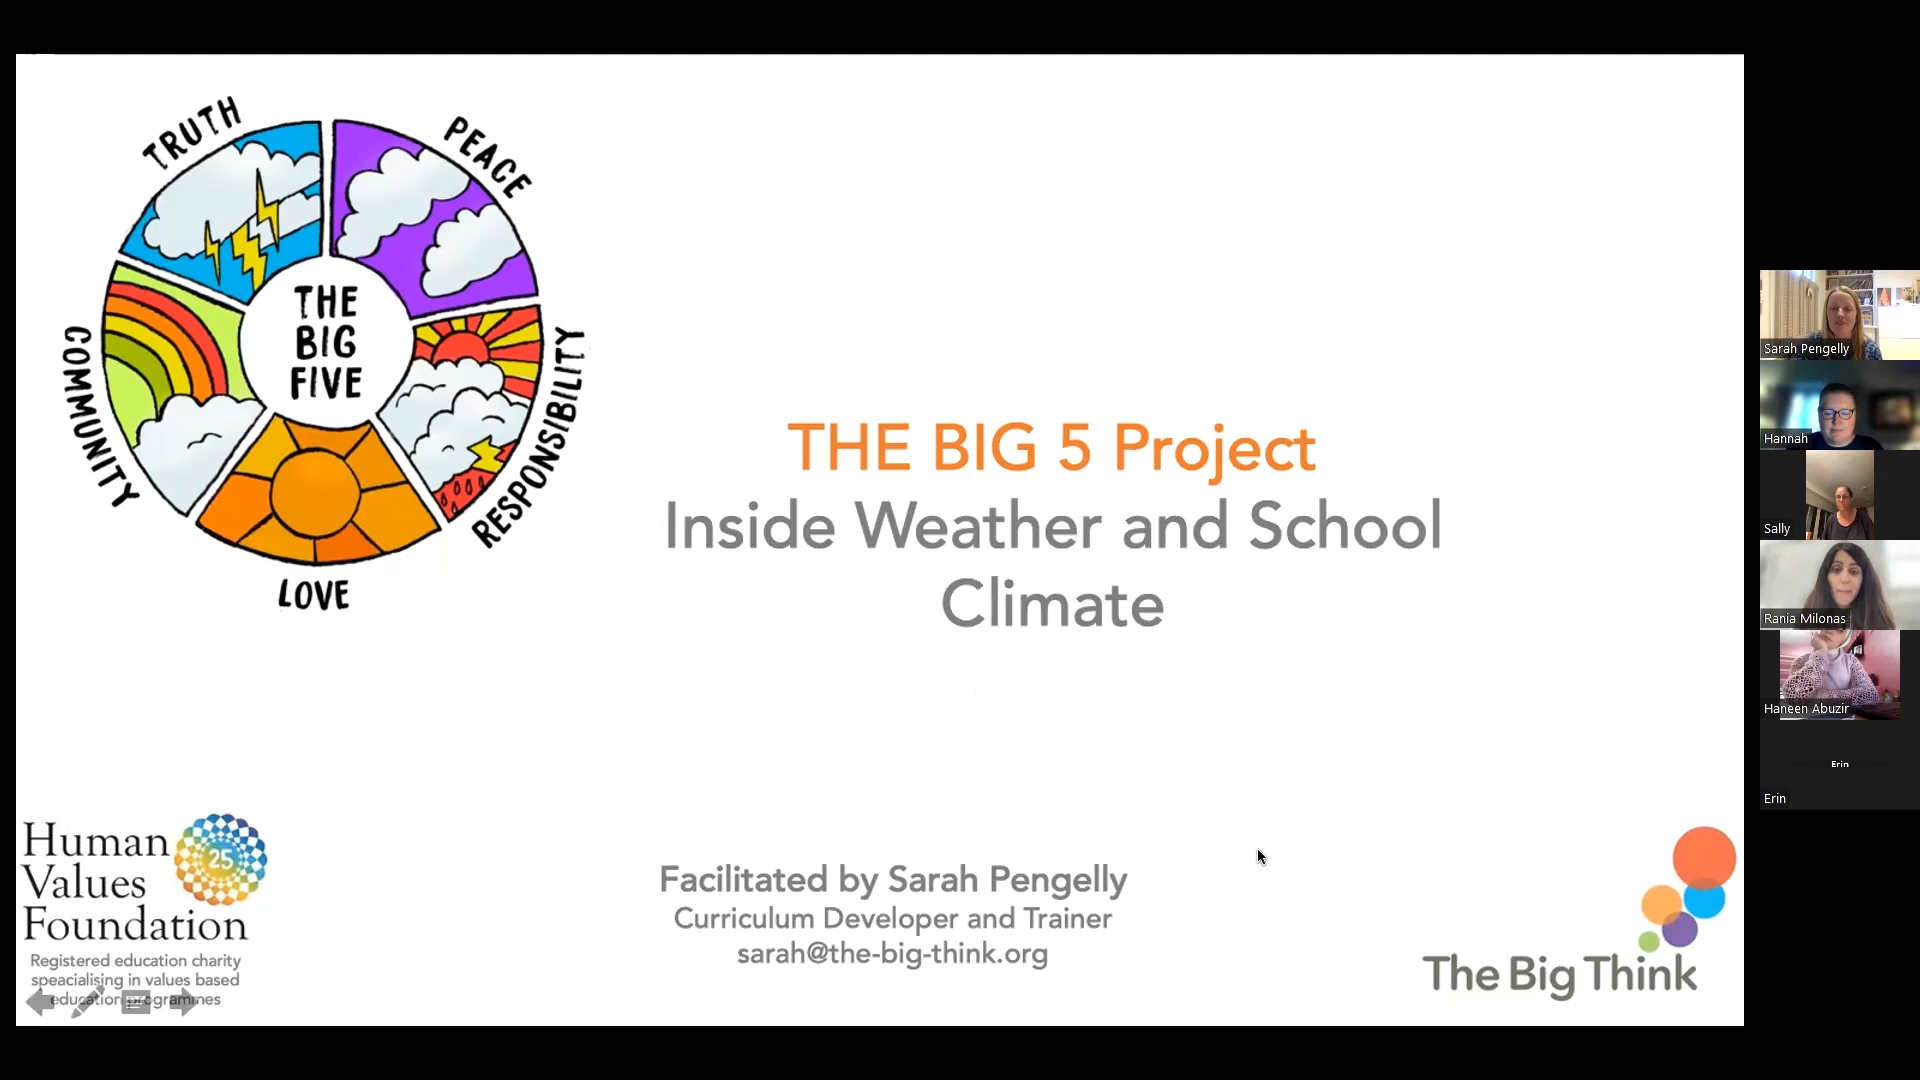 TRUTH
PEACE
COMMUNITY
THE
BIG
FIVE
RESPONSIBILITY
LOVE
THE BIG 5 Project
Inside Weather and School
Climate
Human
Values
Foundation
25
Registered education charity
speacialising in values based
education programmes
Facilitated by Sarah Pengelly
Curriculum Developer and Trainer
sarah@the-big-think.org
The Big Think
Sarah Pengelly
Hannah
Sally
Rania Milonas
Haneen Abuzir
Erin
Erin